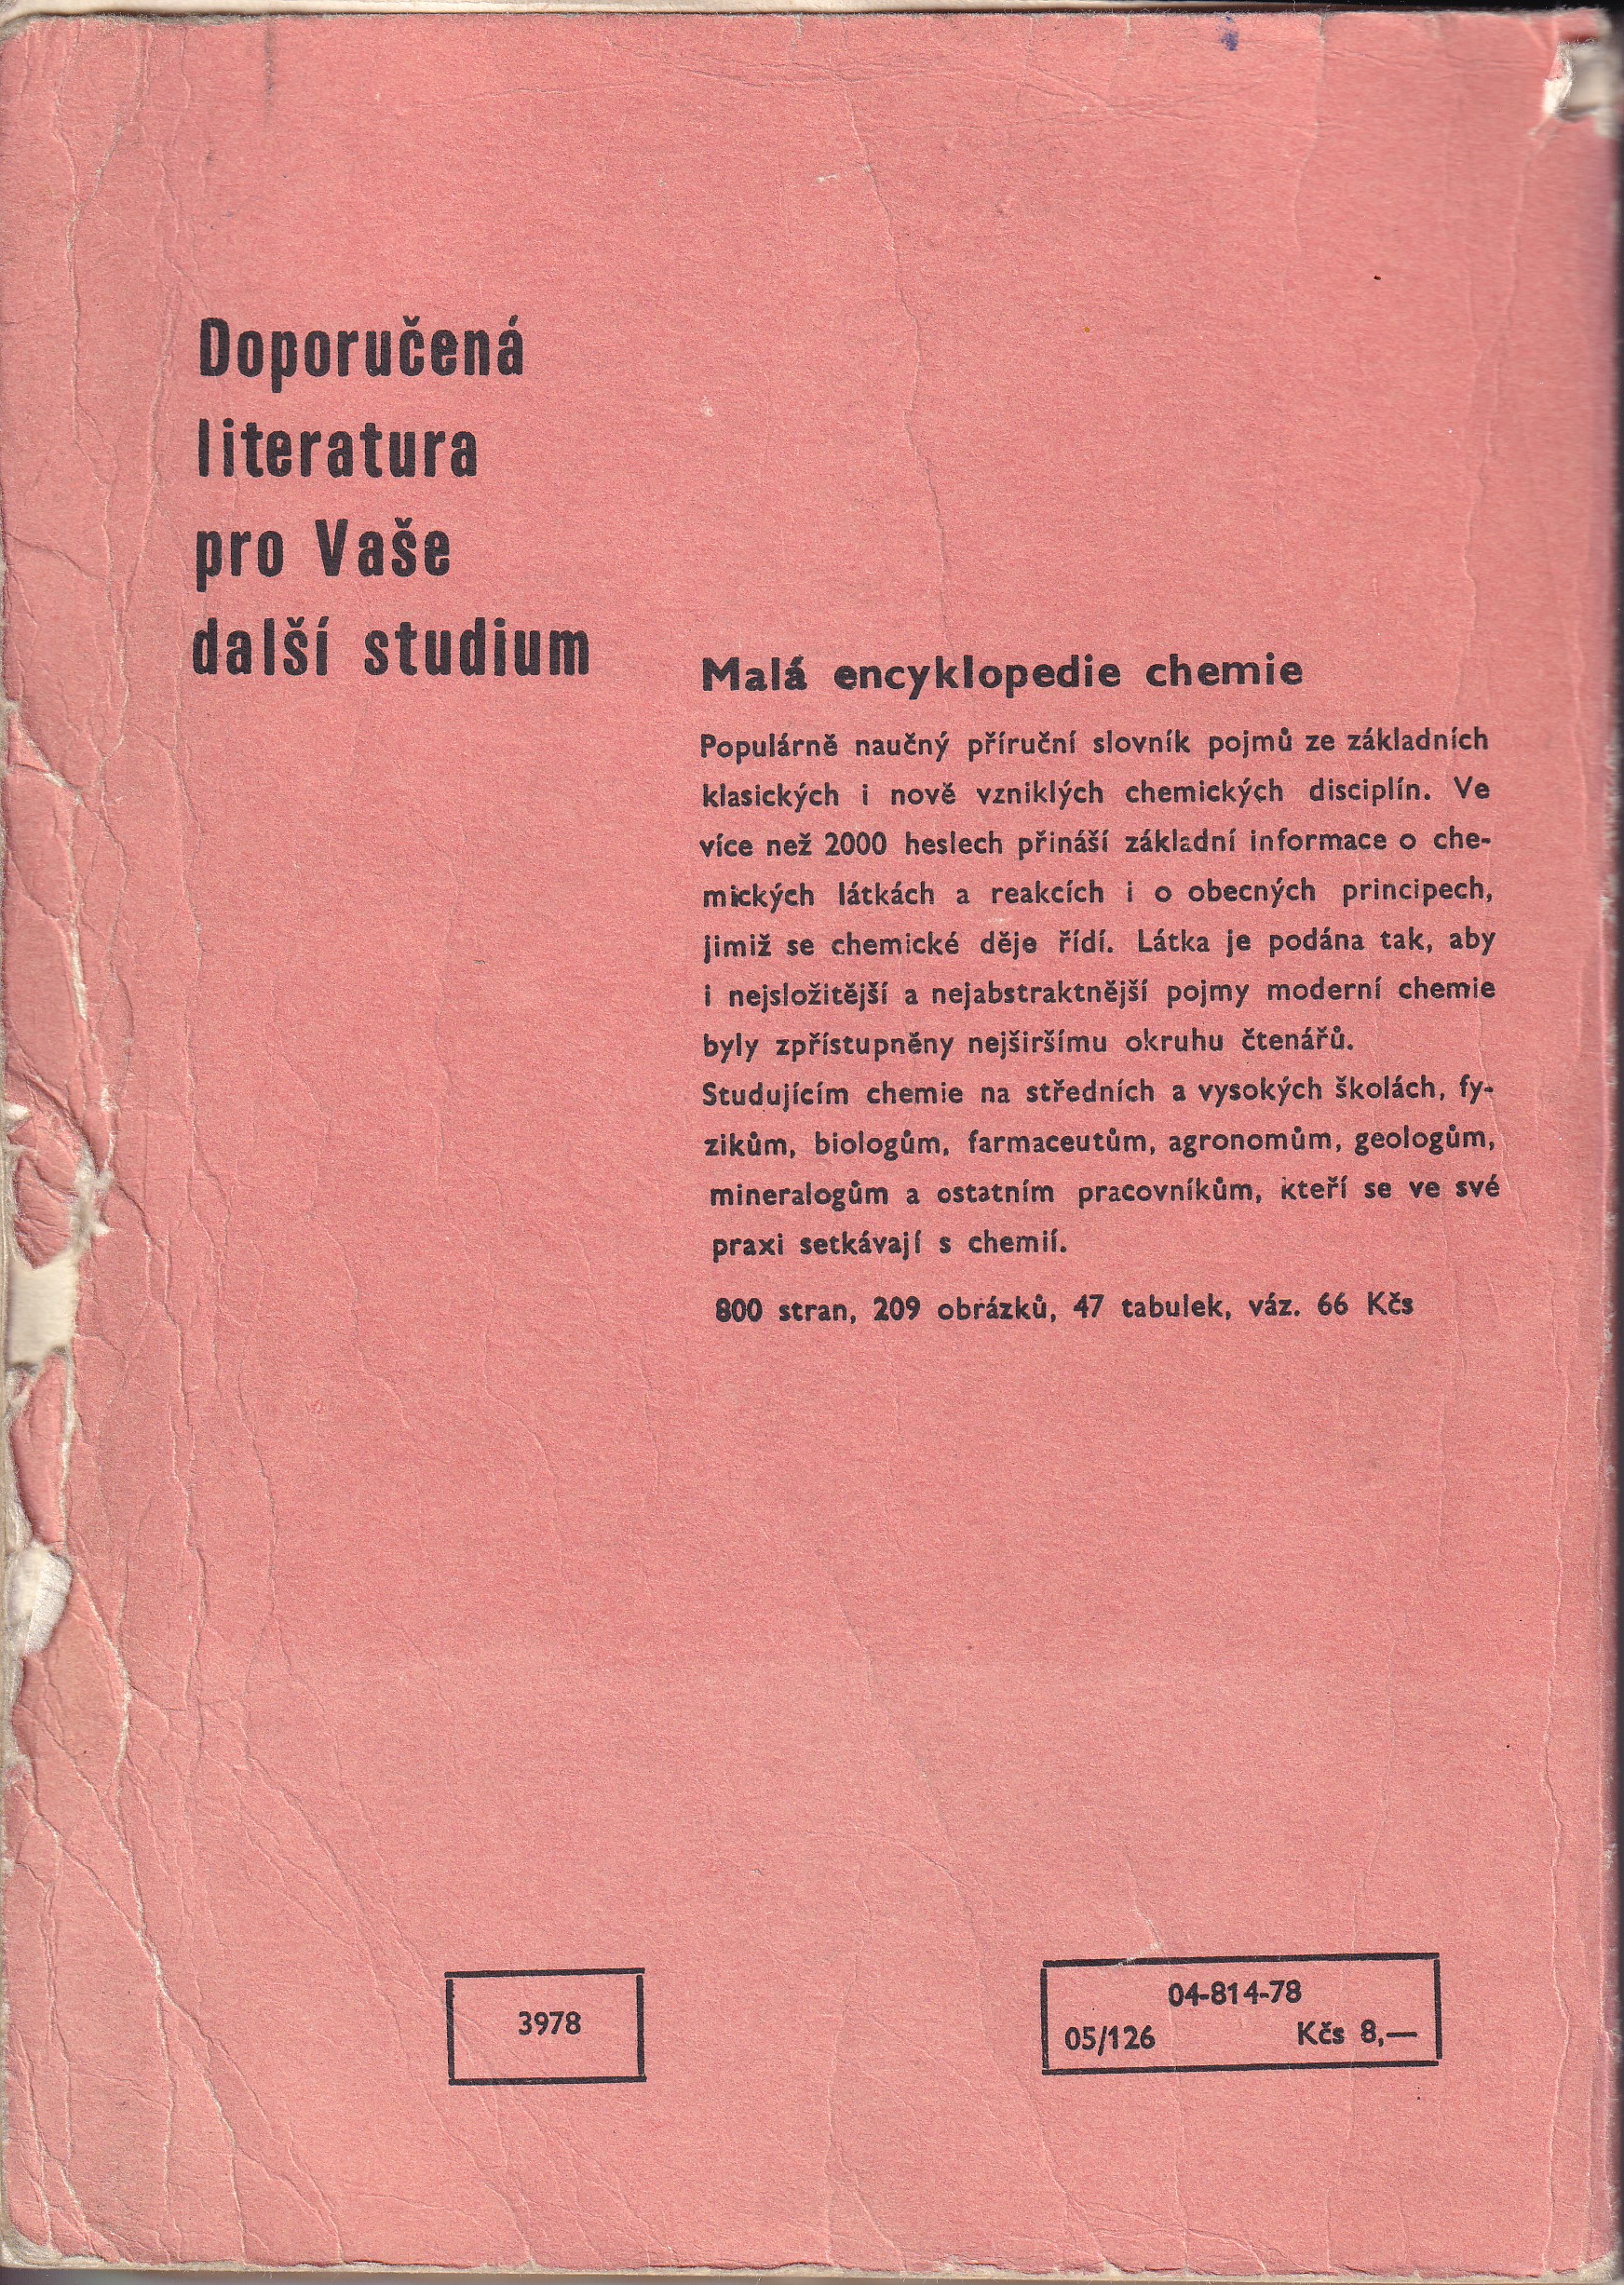 Doporučená
literatura
pro Vaše
další studium
Malá encyklopedie chemie
Populárně naučný příruční slovník pojmů ze základních
klasických i nově vzniklých chemických disciplín. Ve
více než 2000 heslech přináší základní informace o che-
mických látkách a reakcích i o obecných principech,
jimiž se chemické děje řídí. Látka je podána tak, aby
i nejsložitější a nejabstraktnější pojmy moderní chemie
byly zpřístupněny nejširšímu okruhu čtenářů.
Studujícím chemie na středních a vysokých školách, fy-
zikům, biologům, farmaceutům, agronomům, geologům,
mineralogům a ostatním pracovníkům, kteří se ve své
praxi setkávají s chemií.
800 stran, 209 obrázků, 47 tabulek, váz. 66 Kčs
3978
04-814-78
05/126 Kčs 8,—